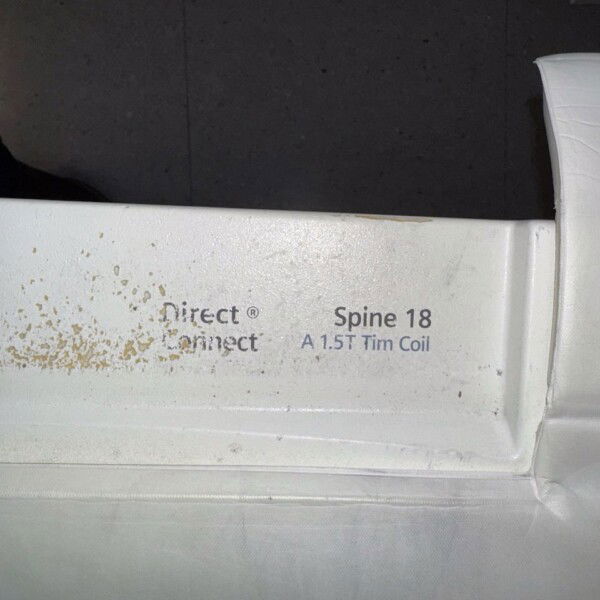 Direct ®
Connect
Spine 18
A 1.5T Tim Coil